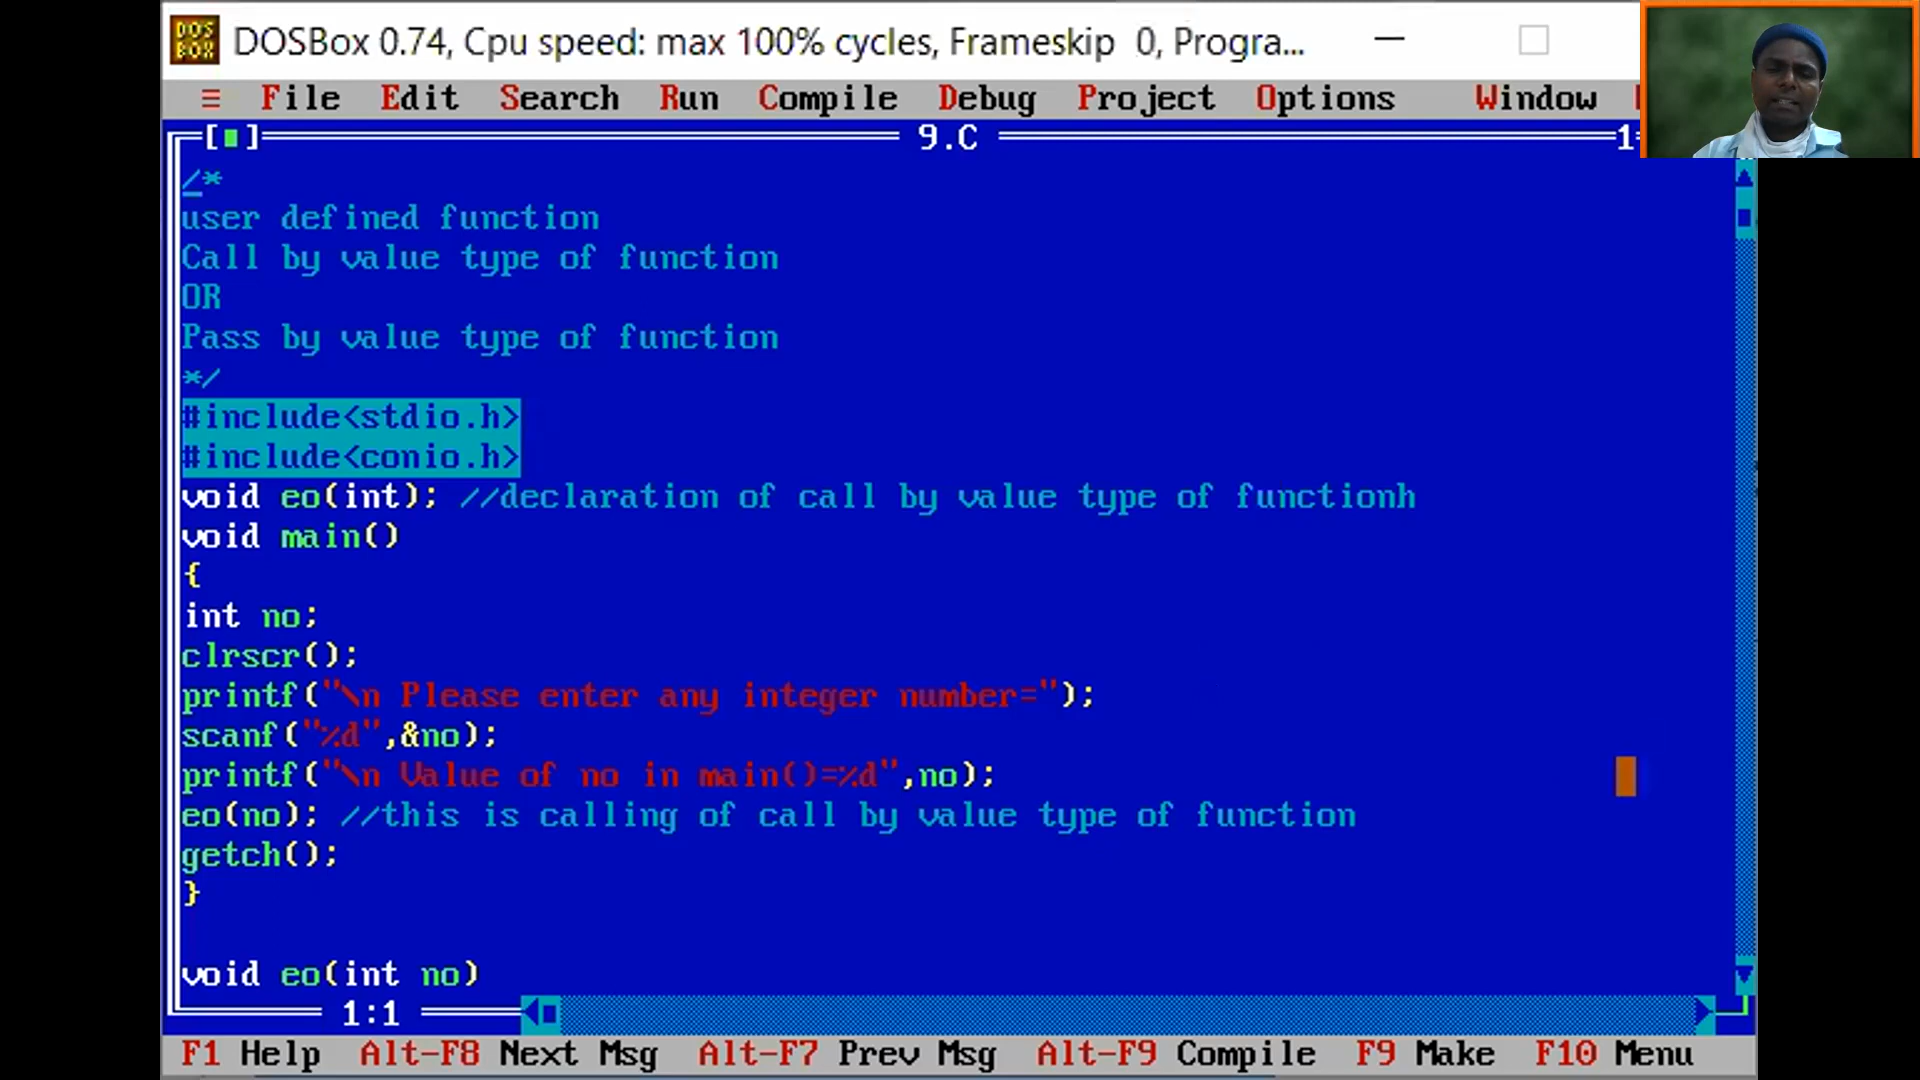 DOS
BOX
DOSBox 0.74, Cpu speed: max 100% cycles, Frameskip 0, Progra...
≡ File Edit Search Run Compile Debug Project Options Window
[■] 9.C 1
/*
user defined function
Call by value type of function
OR
Pass by value type of function
*/
#include<stdio.h>
#include<conio.h>
void eo(int); //declaration of call by value type of functionh
void main()
{
int no;
clrscr();
printf("\n Please enter any integer number=");
scanf("%d",&no);
printf("\n Value of no in main()=%d",no);
eo(no); //this is calling of call by value type of function
getch();
}
void eo(int no)
1:1
F1 Help Alt-F8 Next Msg Alt-F7 Prev Msg Alt-F9 Compile F9 Make F10 Menu